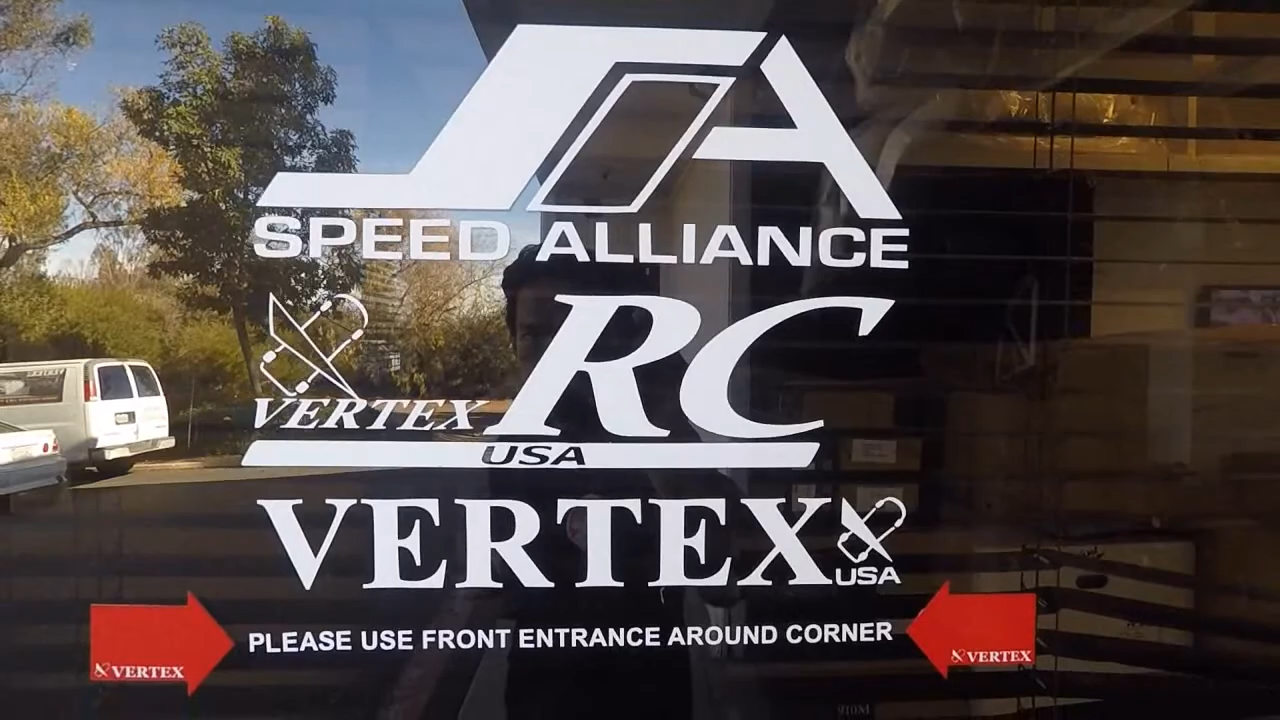 SPEED ALLIANCE
VERTEX RC
USA
VERTEX USA
PLEASE USE FRONT ENTRANCE AROUND CORNER
VERTEX
VERTEX